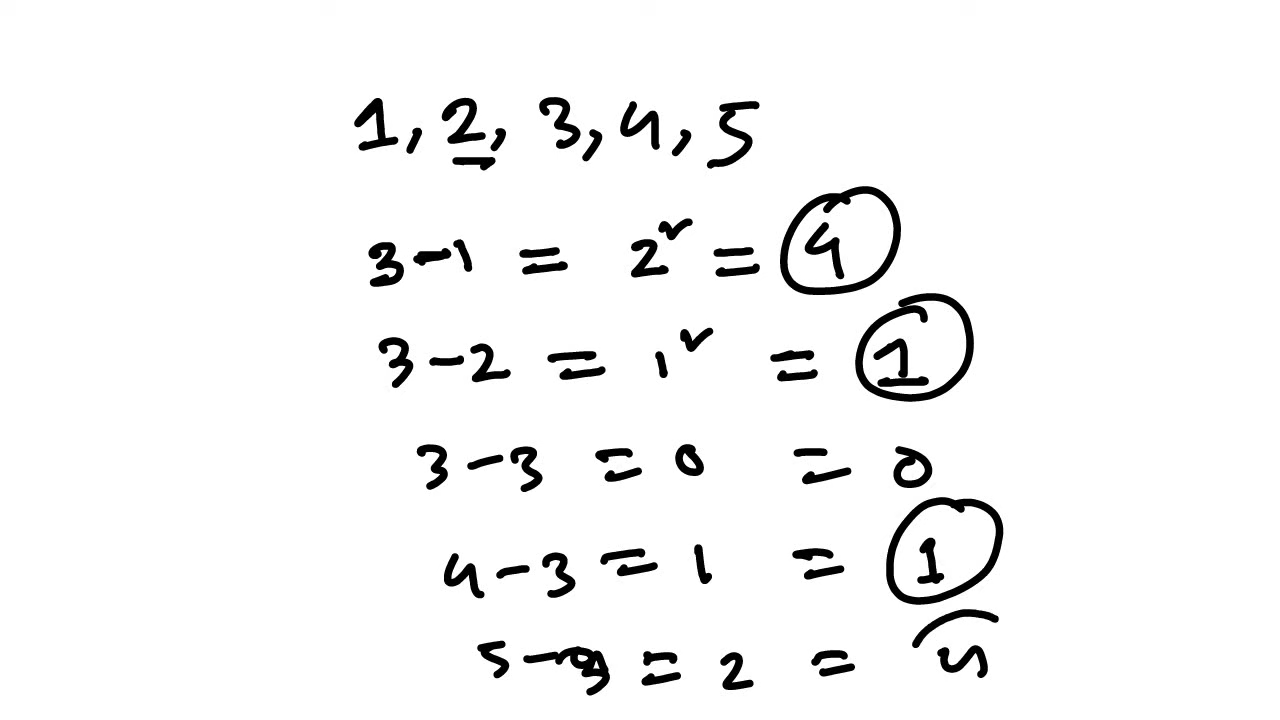 1, 2, 3, 4, 5
3 - 1 = 2² = 4
3 - 2 = 1² = 1
3 - 3 = 0 = 0
4 - 3 = 1 = 1
5 - 3 = 2 = 4